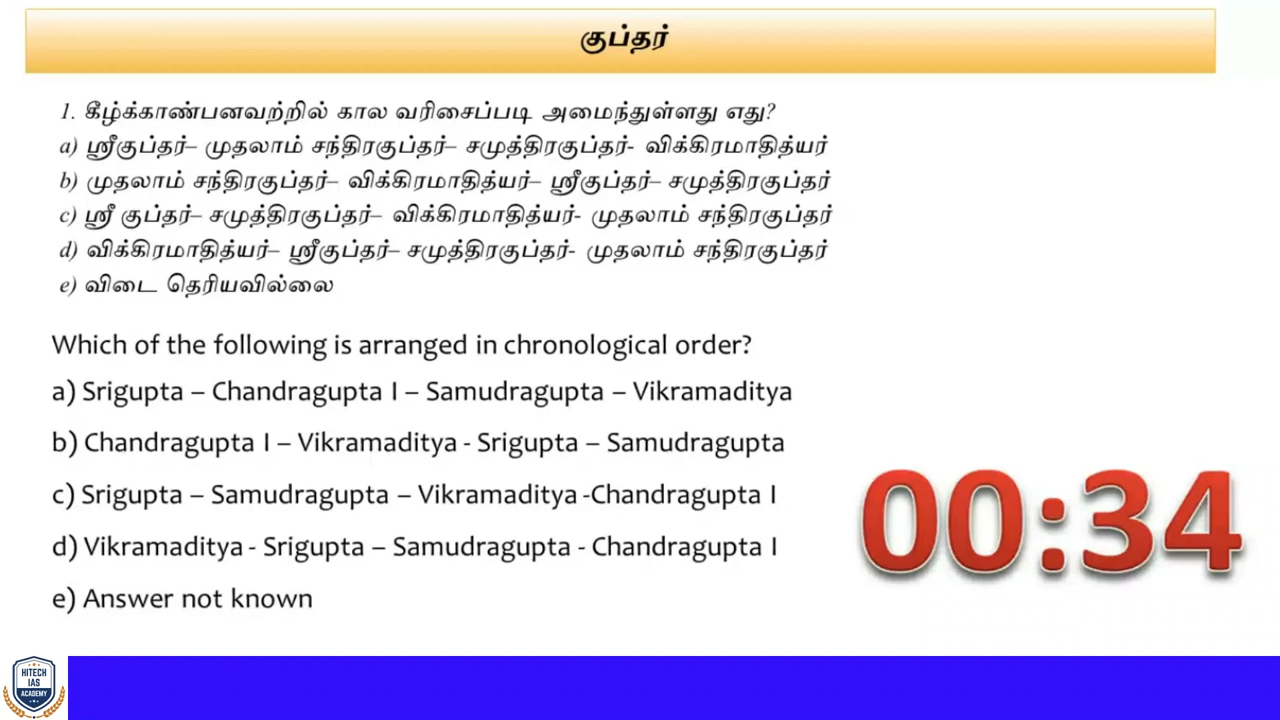 குப்தர்
1. கீழ்க்காண்பனவற்றில் கால வரிசைப்படி அமைந்துள்ளது எது?
a) ஸ்ரீகுப்தர்– முதலாம் சந்திரகுப்தர்– சமுத்திரகுப்தர்- விக்கிரமாதித்யர்
b) முதலாம் சந்திரகுப்தர்– விக்கிரமாதித்யர்– ஸ்ரீகுப்தர்– சமுத்திரகுப்தர்
c) ஸ்ரீ குப்தர்– சமுத்திரகுப்தர்– விக்கிரமாதித்யர்- முதலாம் சந்திரகுப்தர்
d) விக்கிரமாதித்யர்– ஸ்ரீகுப்தர்– சமுத்திரகுப்தர்- முதலாம் சந்திரகுப்தர்
e) விடை தெரியவில்லை
Which of the following is arranged in chronological order?
a) Srigupta – Chandragupta I – Samudragupta – Vikramaditya
b) Chandragupta I – Vikramaditya - Srigupta – Samudragupta
c) Srigupta – Samudragupta – Vikramaditya -Chandragupta I
d) Vikramaditya - Srigupta – Samudragupta - Chandragupta I
e) Answer not known
00:34
HITECH
IAS
ACADEMY